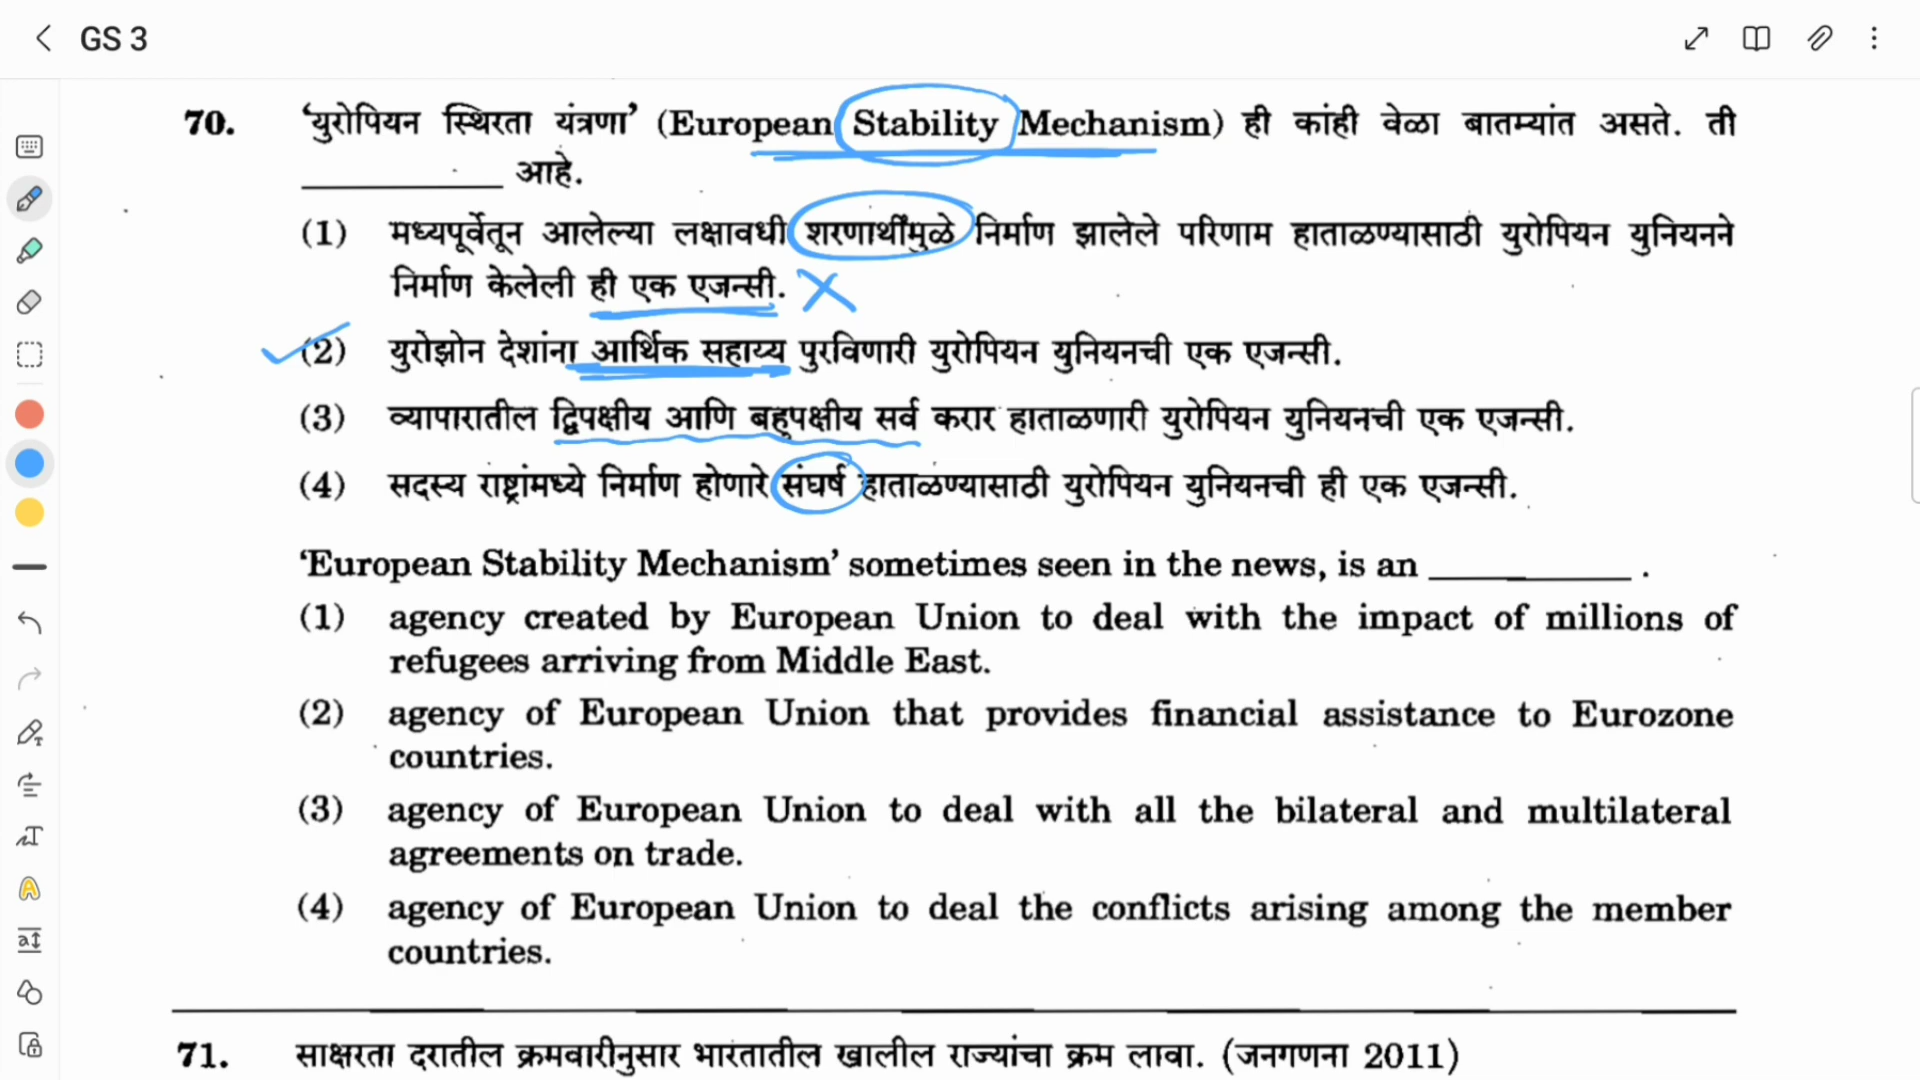 GS 3
70. 'युरोपियन स्थिरता यंत्रणा' (European Stability Mechanism) ही कांही वेळा बातम्यांत असते. ती
____________ आहे.
(1) मध्यपूर्वेतून आलेल्या लक्षावधी शरणार्थींमुळे निर्माण झालेले परिणाम हाताळण्यासाठी युरोपियन युनियनने
निर्माण केलेली ही एक एजन्सी.
(2) युरोझोन देशांना आर्थिक सहाय्य पुरविणारी युरोपियन युनियनची एक एजन्सी.
(3) व्यापारातील द्विपक्षीय आणि बहुपक्षीय सर्व करार हाताळणारी युरोपियन युनियनची एक एजन्सी.
(4) सदस्य राष्ट्रांमध्ये निर्माण होणारे संघर्ष हाताळण्यासाठी युरोपियन युनियनची ही एक एजन्सी.
'European Stability Mechanism' sometimes seen in the news, is an ____________ .
(1) agency created by European Union to deal with the impact of millions of
refugees arriving from Middle East.
(2) agency of European Union that provides financial assistance to Eurozone
countries.
(3) agency of European Union to deal with all the bilateral and multilateral
agreements on trade.
(4) agency of European Union to deal the conflicts arising among the member
countries.
71. साक्षरता दरातील क्रमवारीनुसार भारतातील खालील राज्यांचा क्रम लावा. (जनगणना 2011)